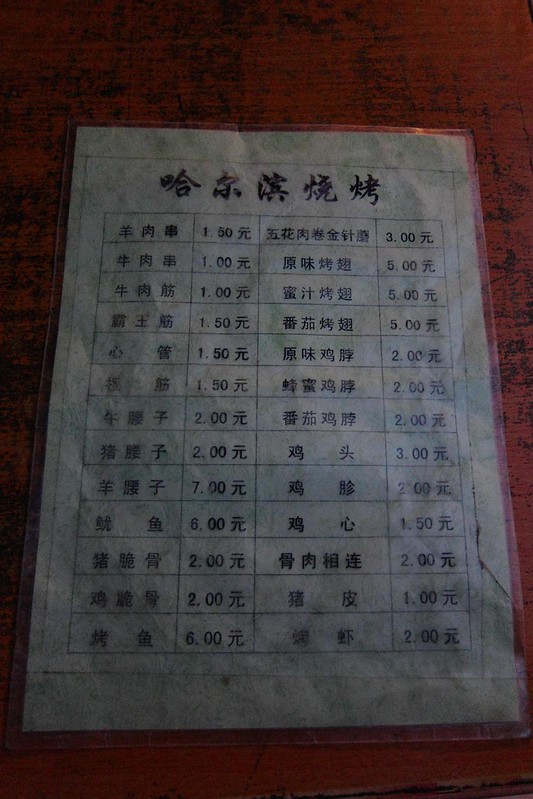 哈尔滨烧烤
羊肉串 1.50元 五花肉卷金针蘑 3.00元
牛肉串 1.00元 原味烤翅 5.00元
牛肉筋 1.00元 蜜汁烤翅 5.00元
霸王筋 1.50元 番茄烤翅 5.00元
心管 1.50元 原味鸡脖 2.00元
板筋 1.50元 蜂蜜鸡脖 2.00元
牛腰子 2.00元 番茄鸡脖 2.00元
猪腰子 2.00元 鸡头 3.00元
羊腰子 7.00元 鸡胗 2.00元
鱿鱼 6.00元 鸡心 1.50元
猪脆骨 2.00元 骨肉相连 2.00元
鸡脆骨 2.00元 猪皮 1.00元
烤鱼 6.00元 烤虾 2.00元